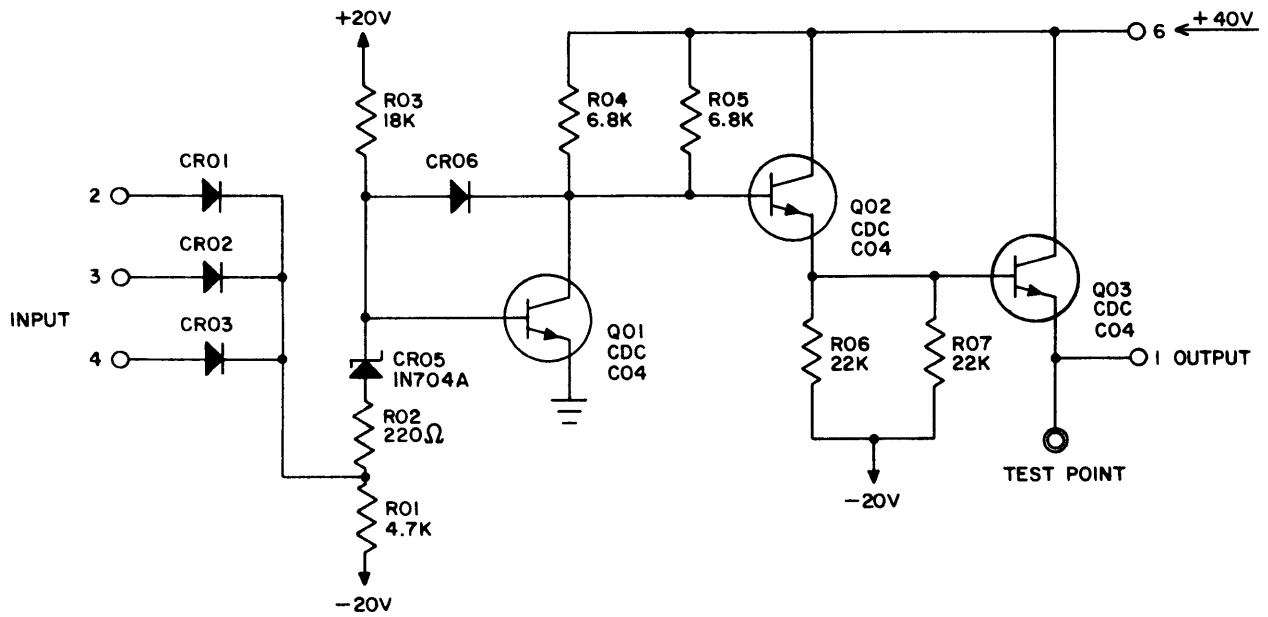 +20V
6 +40V
R03
18K
R04
6.8K
R05
6.8K
CR01
CR06
2
Q02
CDC
C04
CR02
3
Q03
CDC
C04
INPUT
CR03
4
Q01
CDC
C04
CR05
1N704A
R06
22K
R07
22K
1 OUTPUT
R02
220Ω
TEST POINT
R01
4.7K
-20V
-20V